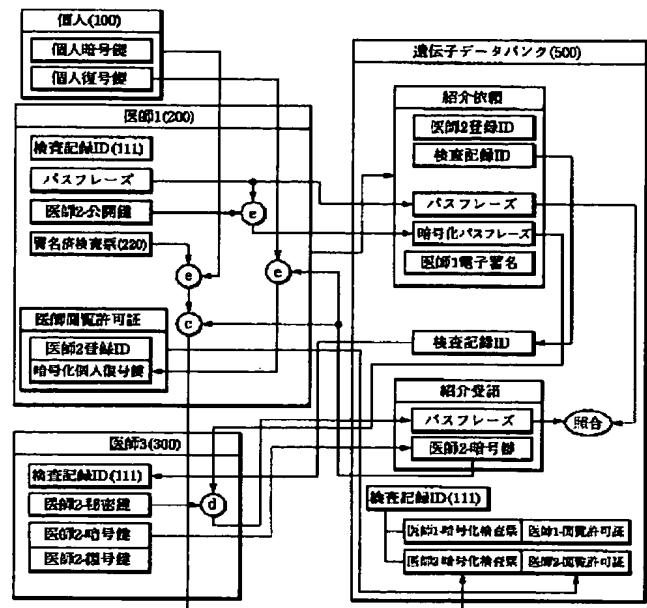 個人(100)
個人暗号鍵
個人復号鍵
医師1(200)
検査記録ID(111)
パスフレーズ
医師2-公開鍵
署名済検査票(220)
e
e
e
c
医師閲覧許可証
医師2登録ID
暗号化個人復号鍵
医師3(300)
検査記録ID(111)
医師2-秘密鍵
医師2-暗号鍵
医師2-復号鍵
d
遺伝子データバンク(500)
紹介依頼
医師2登録ID
検査記録ID
パスフレーズ
暗号化パスフレーズ
医師1電子署名
検査記録ID
紹介受諾
パスフレーズ
医師2-暗号鍵
照合
検査記録ID(111)
医師1-暗号化検査票 医師1-閲覧許可証
医師2-暗号化検査票 医師2-閲覧許可証